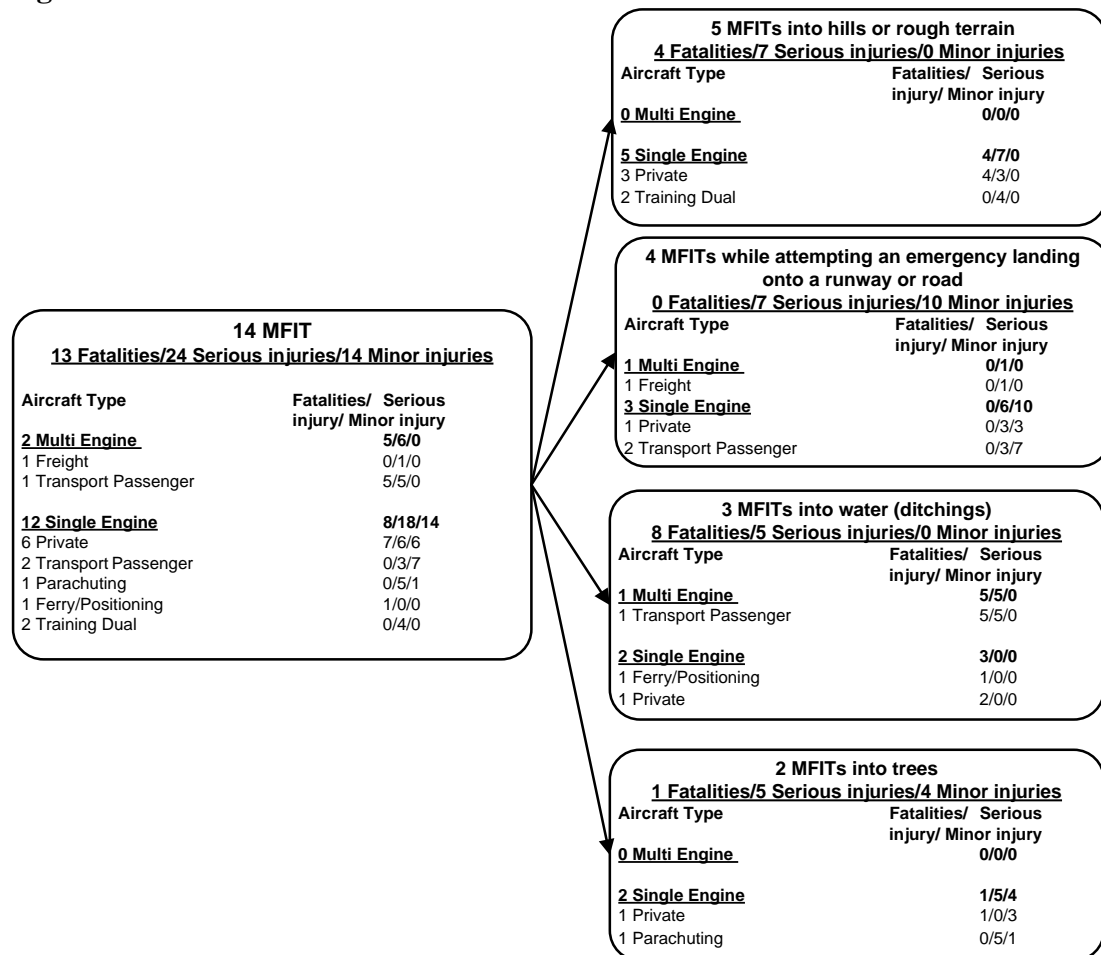 14 MFIT
13 Fatalities/24 Serious injuries/14 Minor injuries
Aircraft Type Fatalities/ Serious
injury/ Minor injury
2 Multi Engine 5/6/0
1 Freight 0/1/0
1 Transport Passenger 5/5/0
12 Single Engine 8/18/14
6 Private 7/6/6
2 Transport Passenger 0/3/7
1 Parachuting 0/5/1
1 Ferry/Positioning 1/0/0
2 Training Dual 0/4/0
5 MFITs into hills or rough terrain
4 Fatalities/7 Serious injuries/0 Minor injuries
Aircraft Type Fatalities/ Serious
injury/ Minor injury
0 Multi Engine 0/0/0
5 Single Engine 4/7/0
3 Private 4/3/0
2 Training Dual 0/4/0
4 MFITs while attempting an emergency landing
onto a runway or road
0 Fatalities/7 Serious injuries/10 Minor injuries
Aircraft Type Fatalities/ Serious
injury/ Minor injury
1 Multi Engine 0/1/0
1 Freight 0/1/0
3 Single Engine 0/6/10
1 Private 0/3/3
2 Transport Passenger 0/3/7
3 MFITs into water (ditchings)
8 Fatalities/5 Serious injuries/0 Minor injuries
Aircraft Type Fatalities/ Serious
injury/ Minor injury
1 Multi Engine 5/5/0
1 Transport Passenger 5/5/0
2 Single Engine 3/0/0
1 Ferry/Positioning 1/0/0
1 Private 2/0/0
2 MFITs into trees
1 Fatalities/5 Serious injuries/4 Minor injuries
Aircraft Type Fatalities/ Serious
injury/ Minor injury
0 Multi Engine 0/0/0
2 Single Engine 1/5/4
1 Private 1/0/3
1 Parachuting 0/5/1